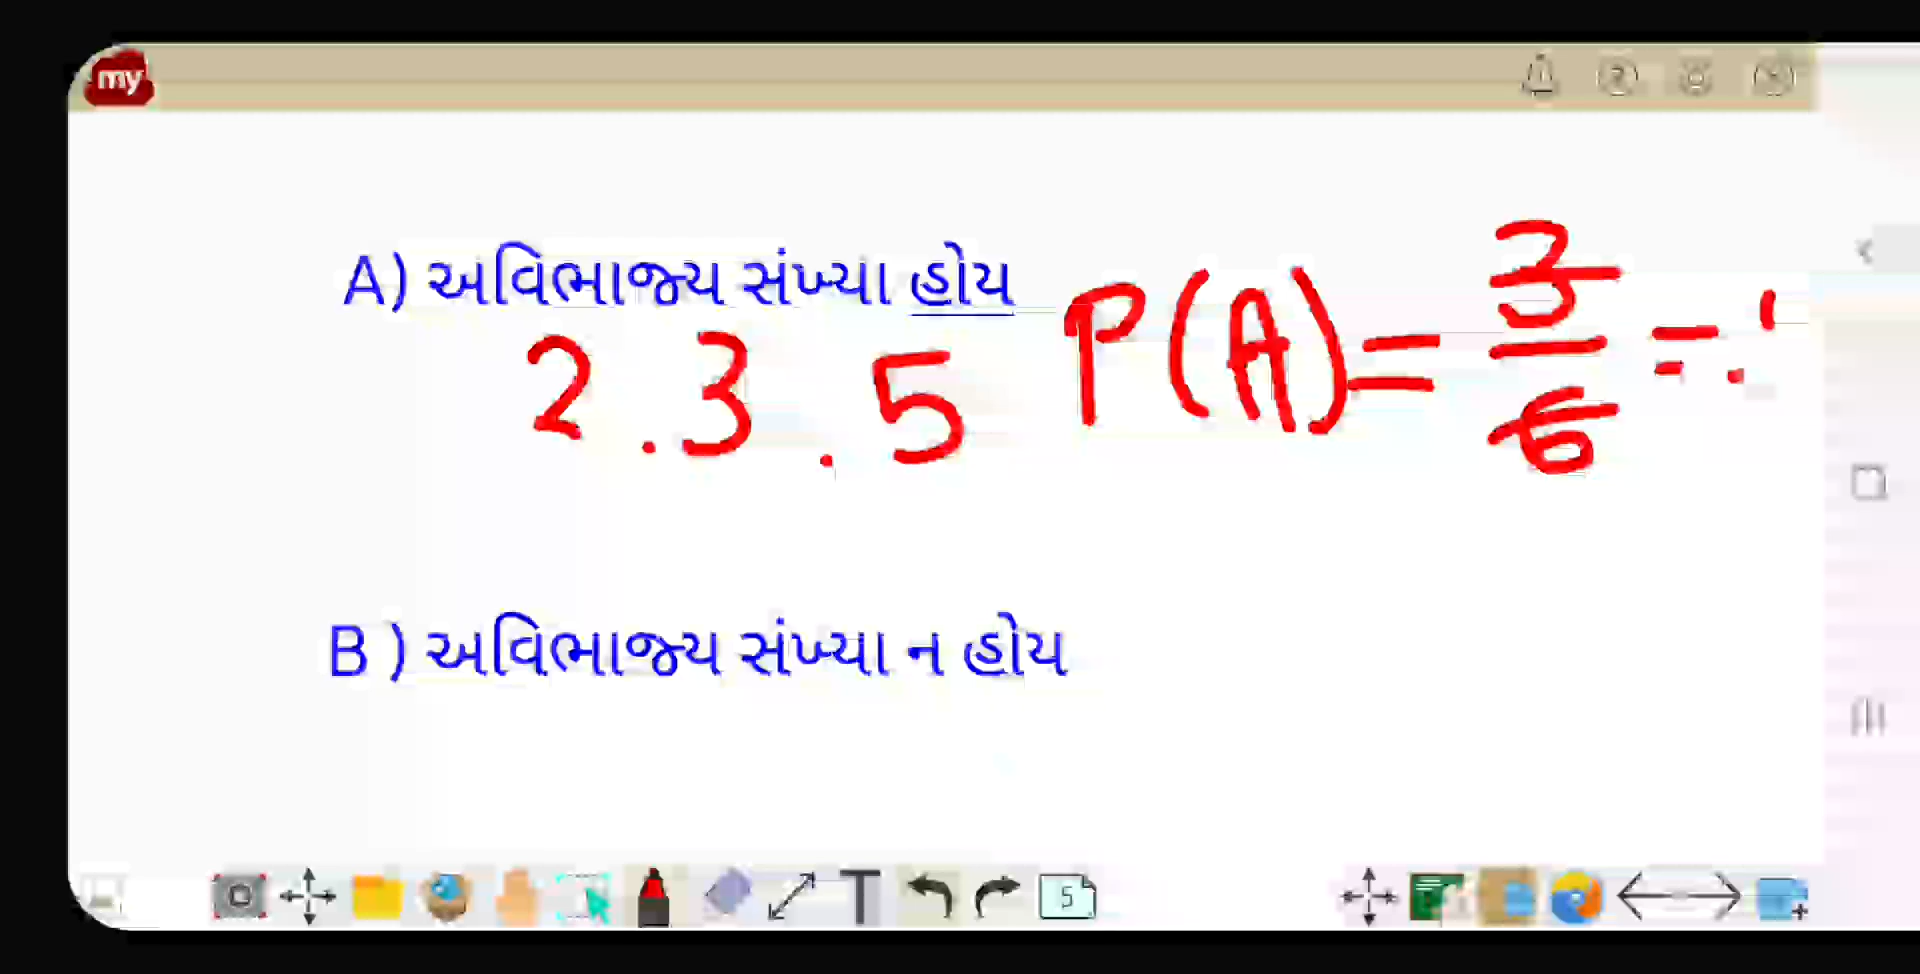 my
A) અવિભાજ્ય સંખ્યા હોય
2 . 3 . 5 P(A) = 3/6 =
B ) અવિભાજ્ય સંખ્યા ન હોય
T 5